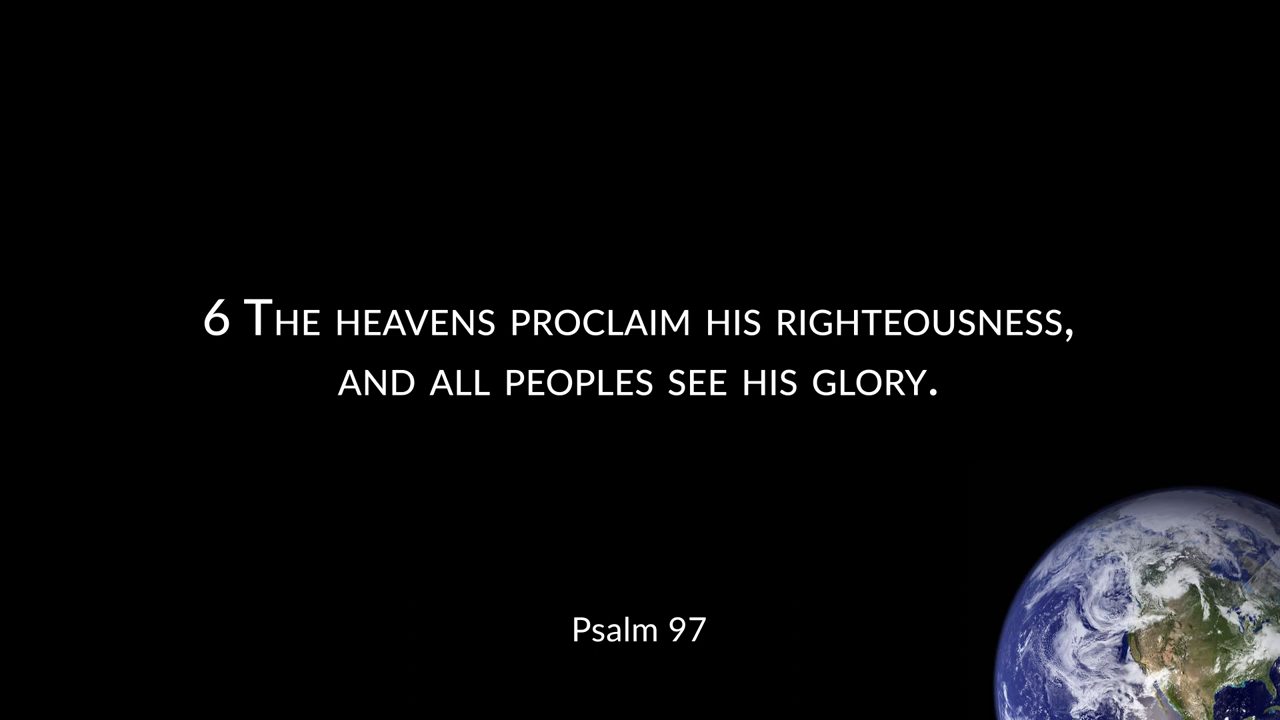 6 The heavens proclaim his righteousness,
and all peoples see his glory.
Psalm 97